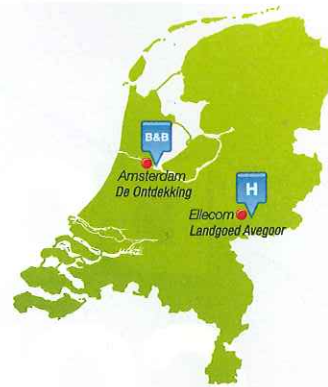 B&B
Amsterdam
De Ontdekking
H
Ellecom
Landgoed Avegoor